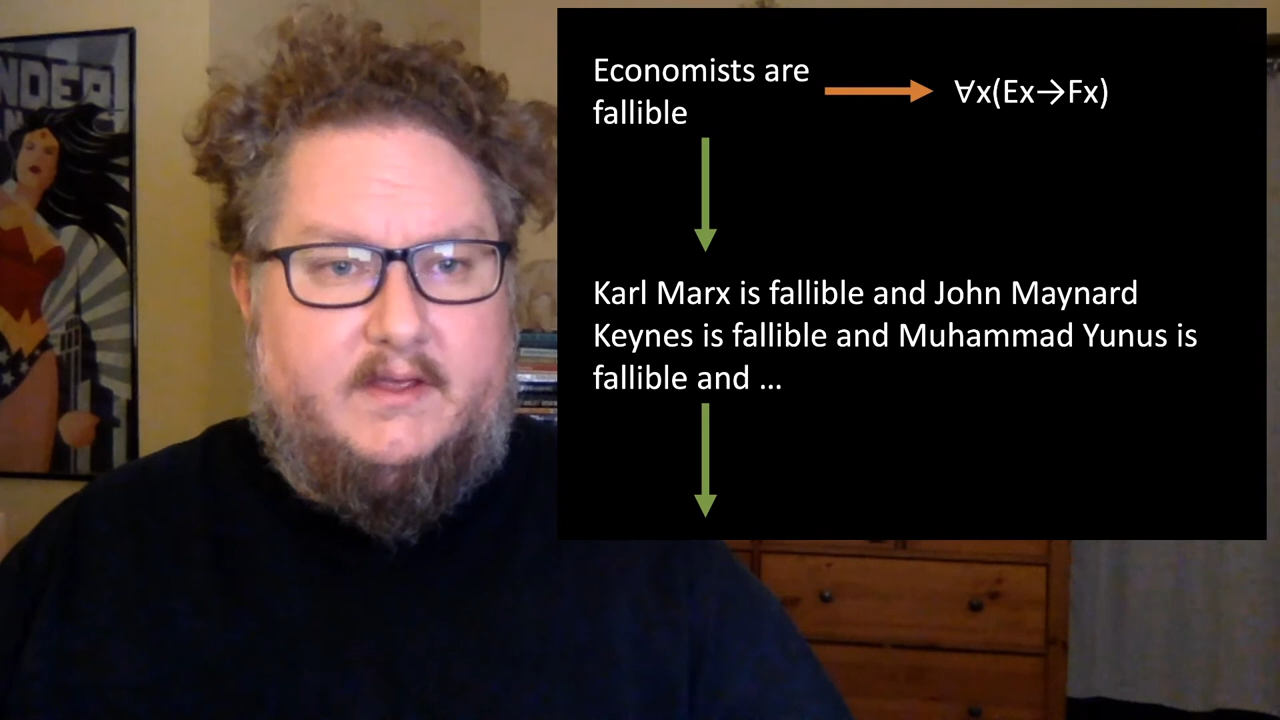 NDER
Economists are
fallible
∀x(Ex→Fx)
Karl Marx is fallible and John Maynard
Keynes is fallible and Muhammad Yunus is
fallible and ...